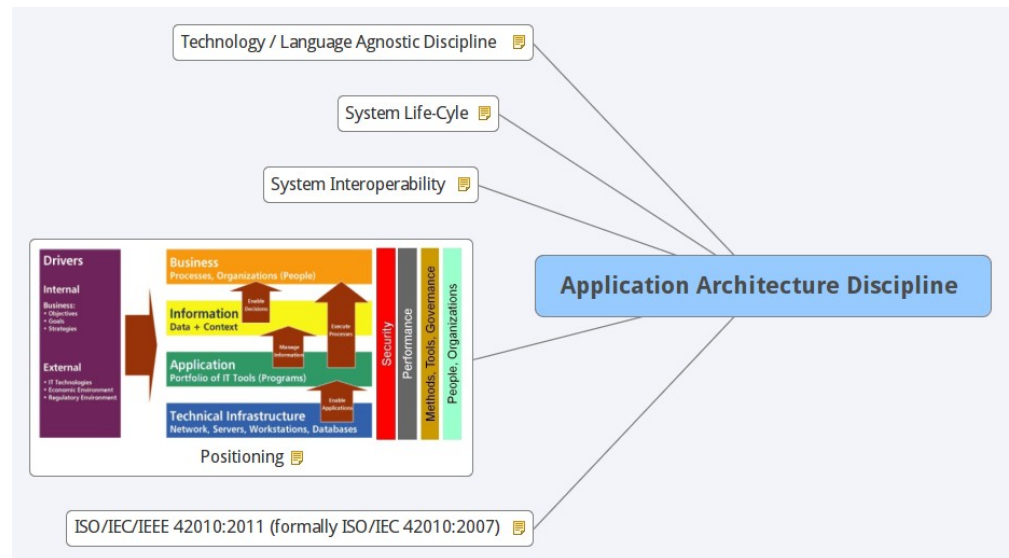 Technology / Language Agnostic Discipline
System Life-Cyle
System Interoperability
Application Architecture Discipline
Drivers
Internal
Business:
• Objectives
• Goals
• Strategies
External
• IT Technologies
• Economic Environment
• Regulatory Environment
Business
Processes, Organizations (People)
Enable
Decisions
Information
Data + Context
Manage
Information
Execute
Processes
Application
Portfolio of IT Tools (Programs)
Enable
Applications
Technical Infrastructure
Network, Servers, Workstations, Databases
Security
Performance
Methods, Tools, Governance
People, Organizations
Positioning
ISO/IEC/IEEE 42010:2011 (formally ISO/IEC 42010:2007)